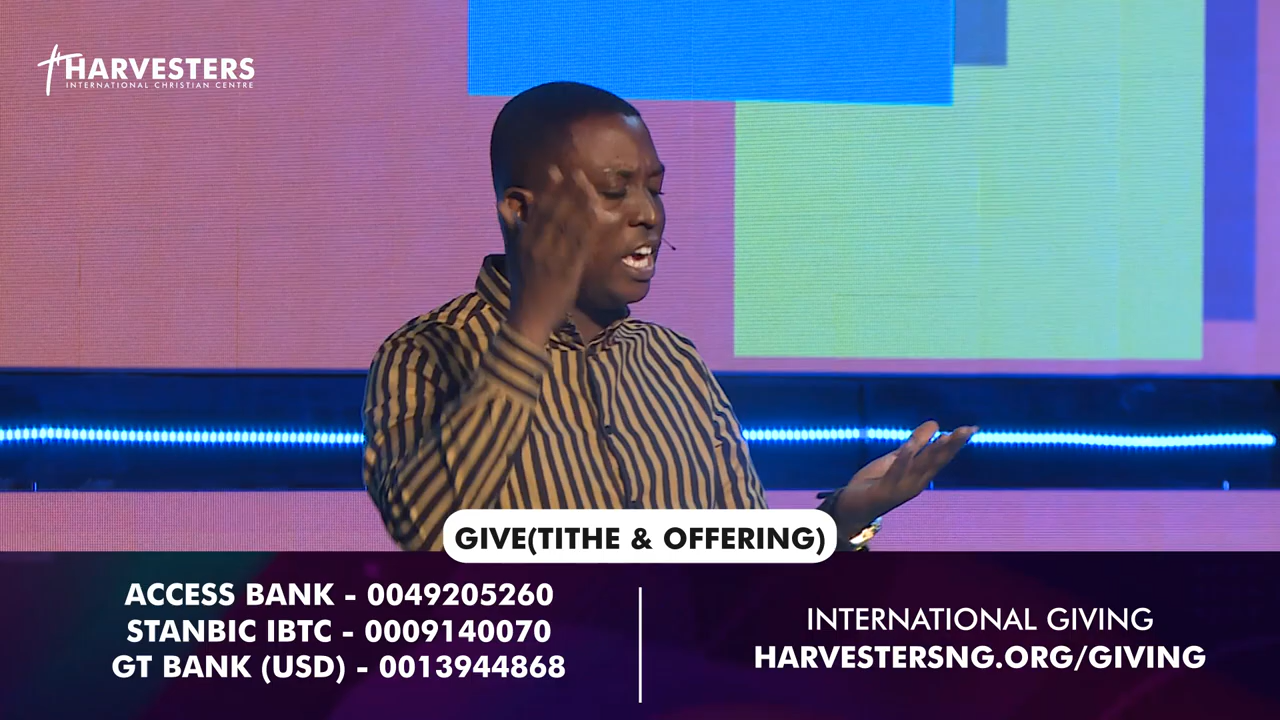 HARVESTERS
INTERNATIONAL CHRISTIAN CENTRE
GIVE(TITHE & OFFERING)
ACCESS BANK - 0049205260
STANBIC IBTC - 0009140070
GT BANK (USD) - 0013944868
INTERNATIONAL GIVING
HARVESTERSNG.ORG/GIVING